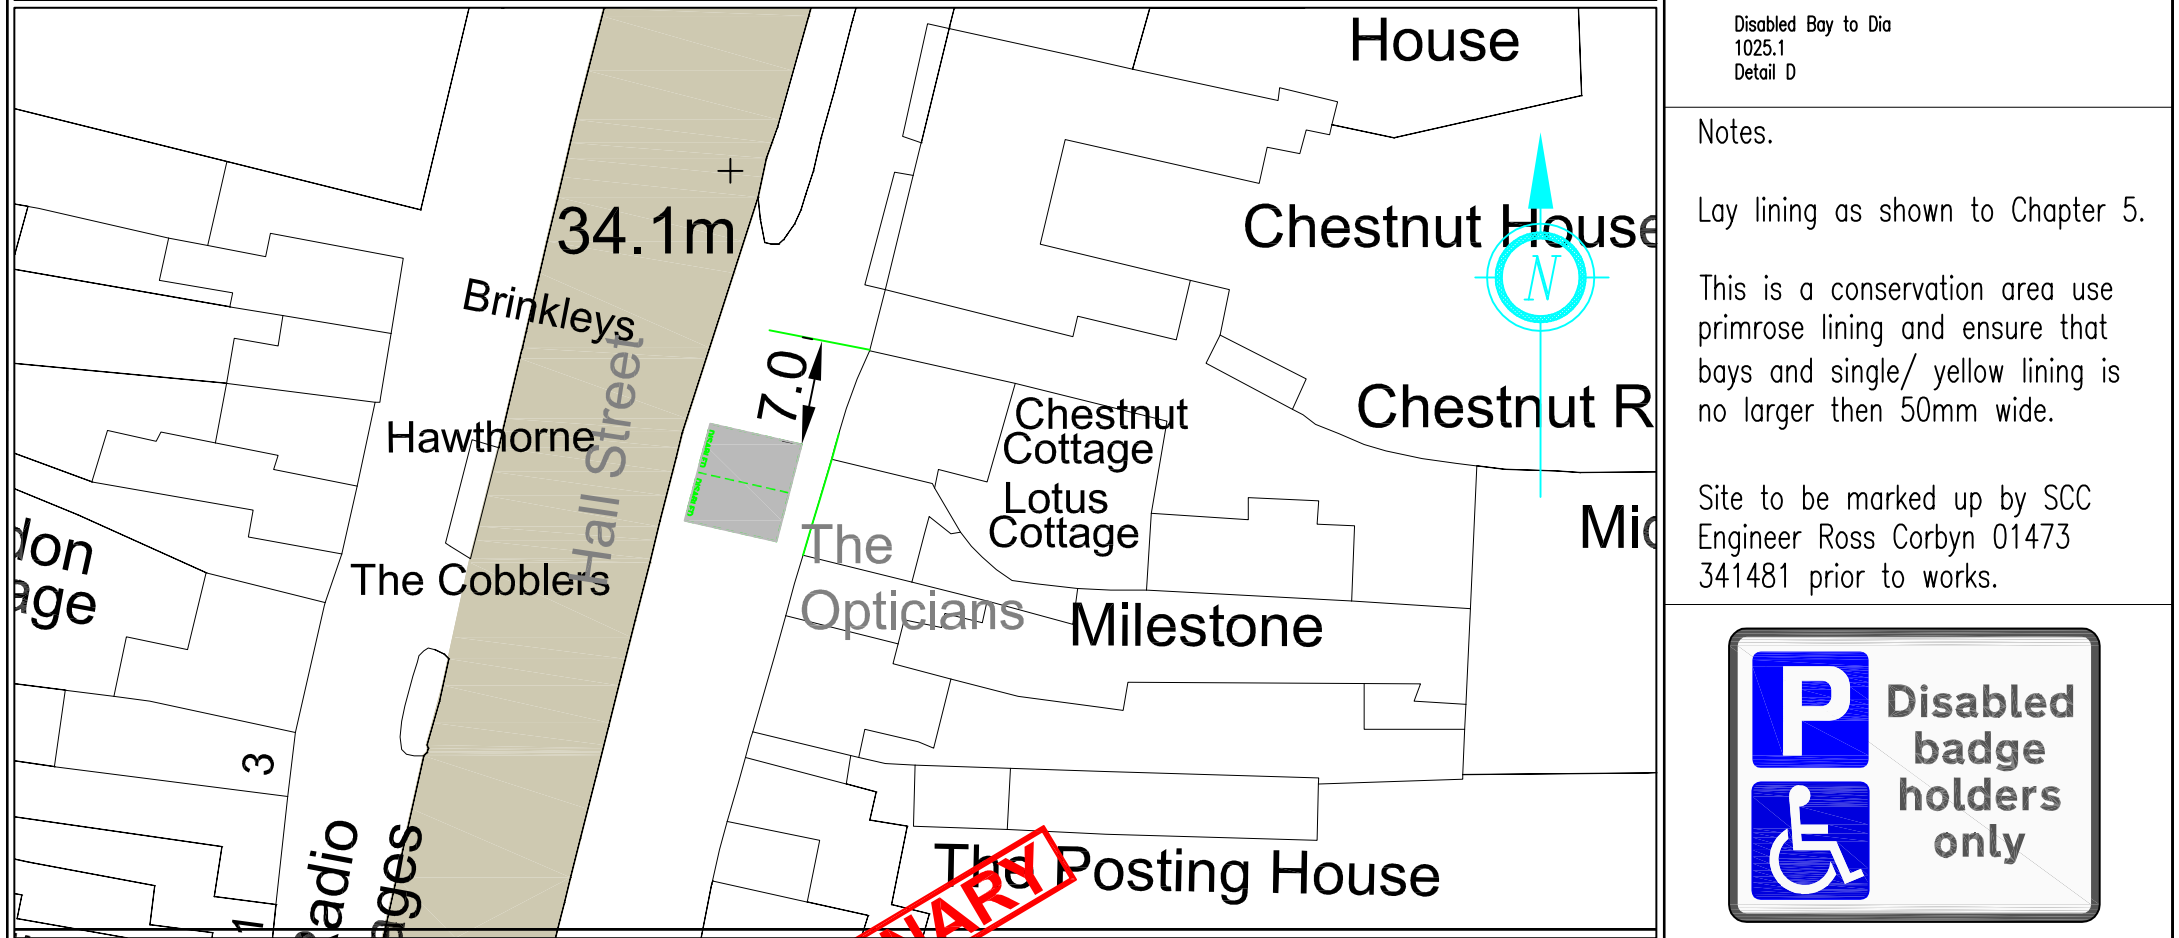 House
Chestnut House
34.1m
Brinkleys
Hall Street
7.0
Hawthorne
Chestnut
Cottage
Lotus
Cottage
Chestnut R
The Cobblers
The
Opticians
Milestone
3
1
The Posting House
N
Disabled Bay to Dia
1025.1
Detail D
Notes.
Lay lining as shown to Chapter 5.
This is a conservation area use
primrose lining and ensure that
bays and single/ yellow lining is
no larger then 50mm wide.
Site to be marked up by SCC
Engineer Ross Corbyn 01473
341481 prior to works.
P
Disabled
badge
holders
only